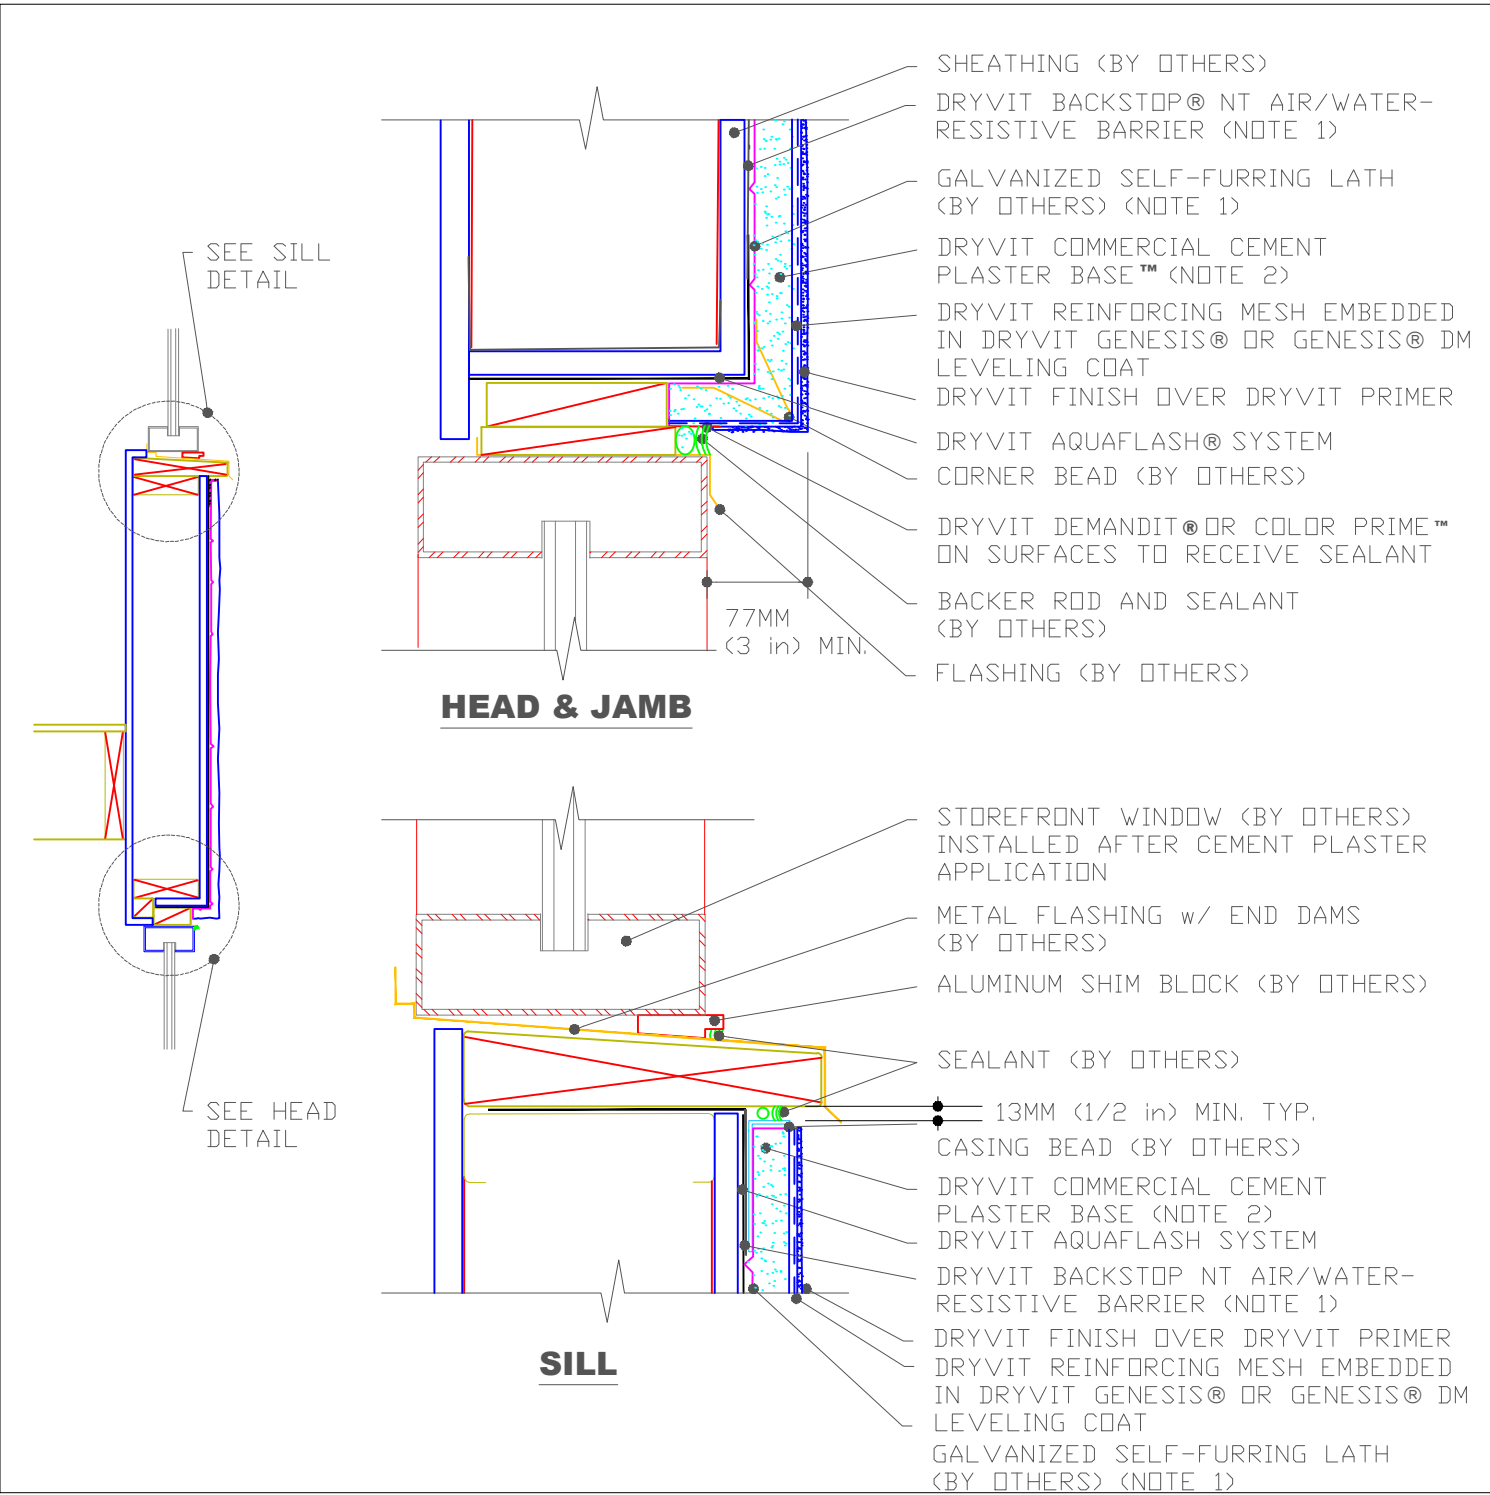 SEE SILL
DETAIL
SEE HEAD
DETAIL
SHEATHING (BY OTHERS)
DRYVIT BACKSTOP® NT AIR/WATER-
RESISTIVE BARRIER (NOTE 1)
GALVANIZED SELF-FURRING LATH
(BY OTHERS) (NOTE 1)
DRYVIT COMMERCIAL CEMENT
PLASTER BASE™ (NOTE 2)
DRYVIT REINFORCING MESH EMBEDDED
IN DRYVIT GENESIS® OR GENESIS® DM
LEVELING COAT
DRYVIT FINISH OVER DRYVIT PRIMER
DRYVIT AQUAFLASH® SYSTEM
CORNER BEAD (BY OTHERS)
DRYVIT DEMANDIT® OR COLOR PRIME™
ON SURFACES TO RECEIVE SEALANT
BACKER ROD AND SEALANT
(BY OTHERS)
FLASHING (BY OTHERS)
77MM
(3 in) MIN.
HEAD & JAMB
STOREFRONT WINDOW (BY OTHERS)
INSTALLED AFTER CEMENT PLASTER
APPLICATION
METAL FLASHING w/ END DAMS
(BY OTHERS)
ALUMINUM SHIM BLOCK (BY OTHERS)
SEALANT (BY OTHERS)
13MM (1/2 in) MIN. TYP.
CASING BEAD (BY OTHERS)
DRYVIT COMMERCIAL CEMENT
PLASTER BASE (NOTE 2)
DRYVIT AQUAFLASH SYSTEM
DRYVIT BACKSTOP NT AIR/WATER-
RESISTIVE BARRIER (NOTE 1)
DRYVIT FINISH OVER DRYVIT PRIMER
DRYVIT REINFORCING MESH EMBEDDED
IN DRYVIT GENESIS® OR GENESIS® DM
LEVELING COAT
GALVANIZED SELF-FURRING LATH
(BY OTHERS) (NOTE 1)
SILL